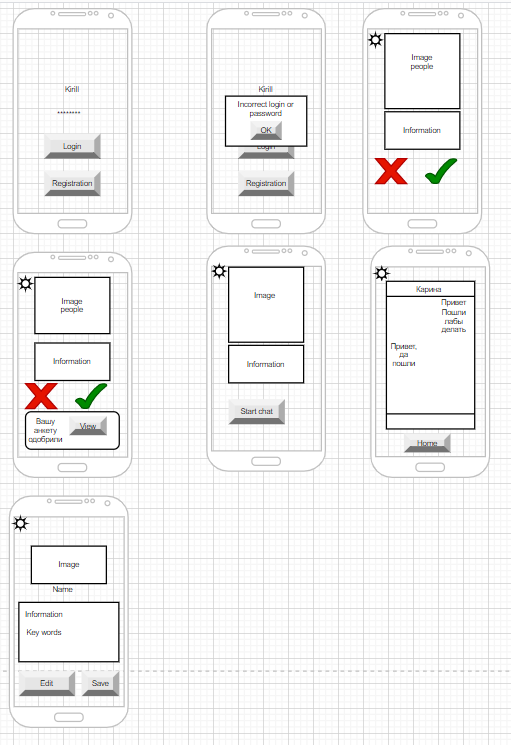 Kirill
********
Login
Registration
Kirill
Incorrect login or
password
OK
Login
Registration
Image
people
Information
Image
people
Information
Вашу
анкету
одобрили
View
Image
Information
Start chat
Карина
Привет
Пошли
лабы
делать
Привет,
да
пошли
Home
Image
Name
Information
Key words
Edit
Save